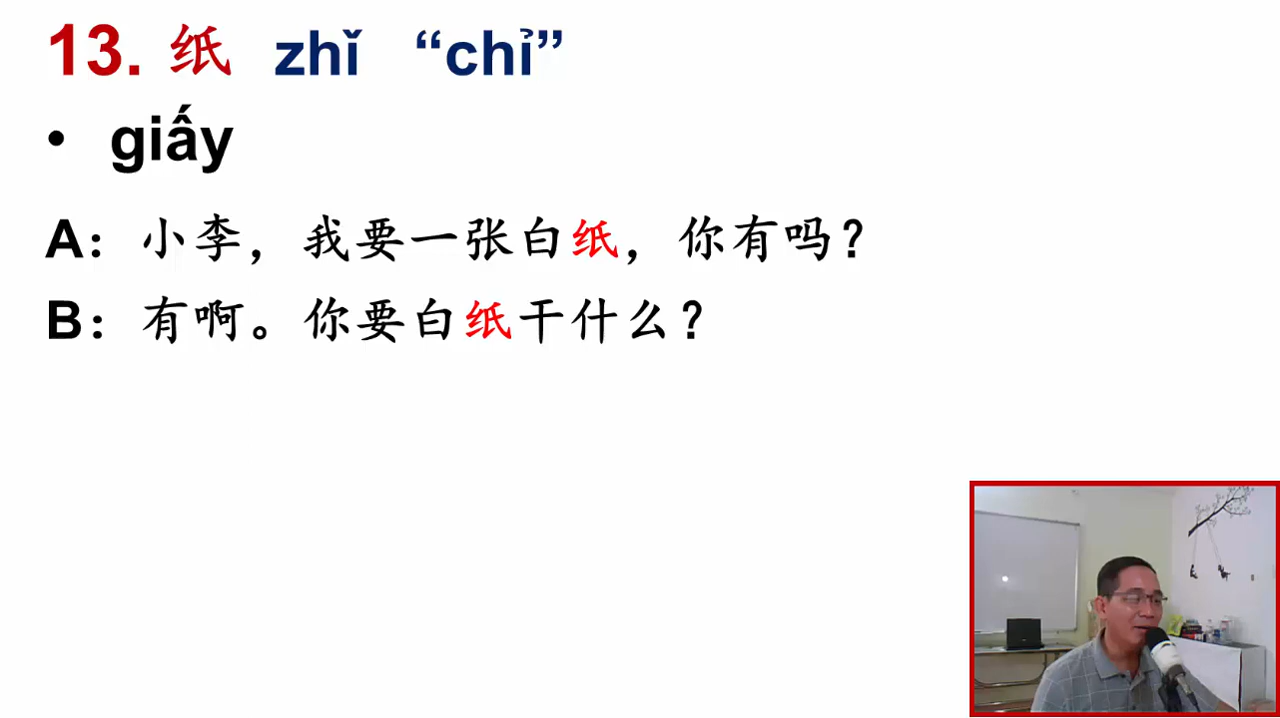 13. 纸 zhǐ “chỉ”
• giấy
A：小李，我要一张白纸，你有吗？
B：有啊。你要白纸干什么？